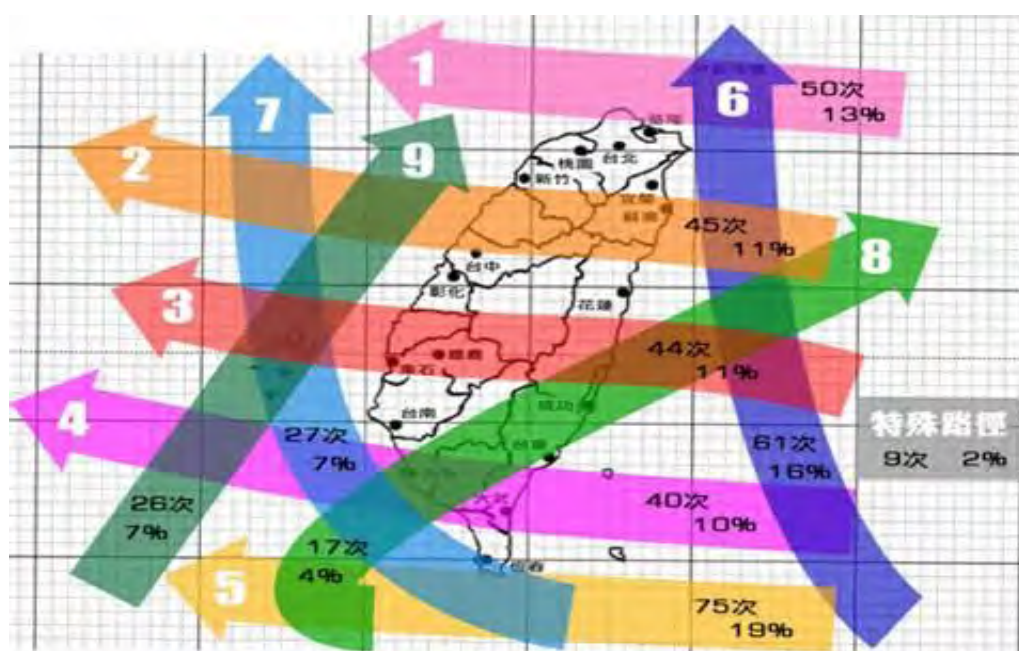 1
6
50次
13%
7
9
2
基隆
台北
桃園
新竹
宜蘭
蘇澳
45次
11%
8
台中
彰化
花蓮
3
44次
11%
東石
成功
4
台南
27次
7%
台東
61次
16%
特殊路徑
9次 2%
26次
7%
大武
40次
10%
17次
4%
5
恆春
75次
19%